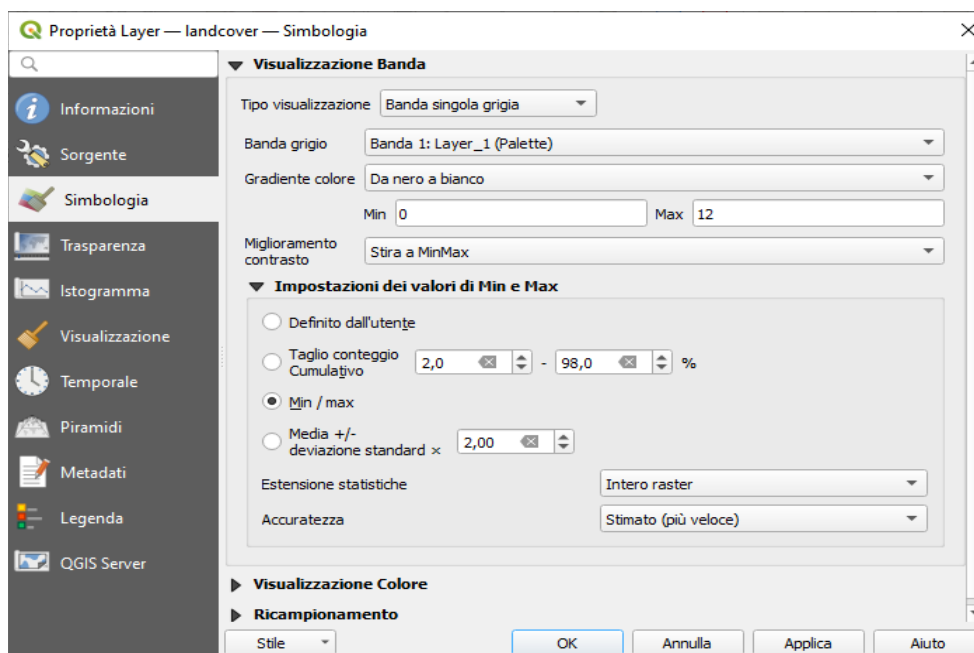 Proprietà Layer — landcover — Simbologia
Informazioni
Sorgente
Simbologia
Trasparenza
Istogramma
Visualizzazione
Temporale
Piramidi
Metadati
Legenda
QGIS Server
Visualizzazione Banda
Tipo visualizzazione Banda singola grigia
Banda grigio Banda 1: Layer_1 (Palette)
Gradiente colore Da nero a bianco
Min 0 Max 12
Miglioramento
contrasto
Stira a MinMax
Impostazioni dei valori di Min e Max
Definito dall'utente
Taglio conteggio
Cumulativo
2,0 - 98,0 %
Min / max
Media +/-
deviazione standard ×
2,00
Estensione statistiche Intero raster
Accuratezza Stimato (più veloce)
Visualizzazione Colore
Ricampionamento
Stile OK Annulla Applica Aiuto